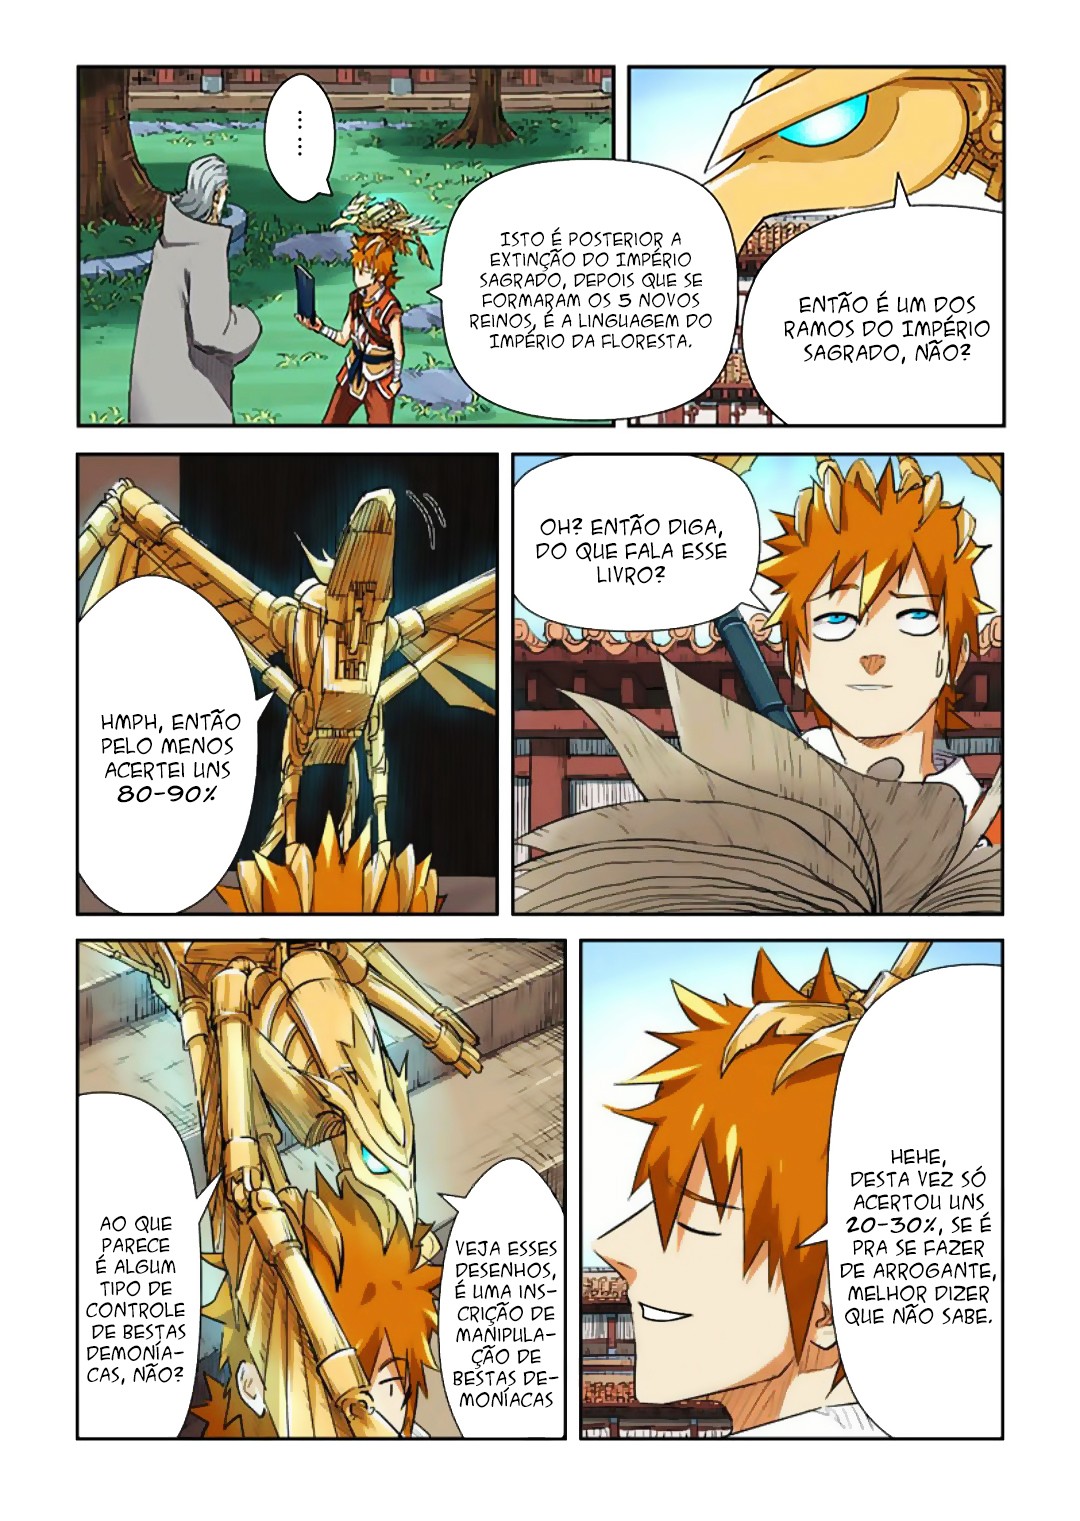 ENTÃO É UM DOS
RAMOS DO IMPÉRIO
SAGRADO, NÃO?
ISTO É POSTERIOR A
EXTINÇÃO DO IMPÉRIO
SAGRADO, DEPOIS QUE SE
FORMARAM OS 5 NOVOS
REINOS, É A LINGUAGEM DO
IMPÉRIO DA FLORESTA.
......
OH? ENTÃO DIGA,
DO QUE FALA ESSE
LIVRO?
HMPH, ENTÃO
PELO MENOS
ACERTEI UNS
80-90%
HEHE,
DESTA VEZ SÓ
ACERTOU UNS
20-30%, SE É
PRA SE FAZER
DE ARROGANTE,
MELHOR DIZER
QUE NÃO SABE.
VEJA ESSES
DESENHOS,
É UMA INS-
CRIÇÃO DE
MANIPULA-
ÇÃO DE
BESTAS DE-
MONÍACAS
AO QUE
PARECE
É ALGUM
TIPO DE
CONTROLE
DE BESTAS
DEMONÍA-
CAS, NÃO?